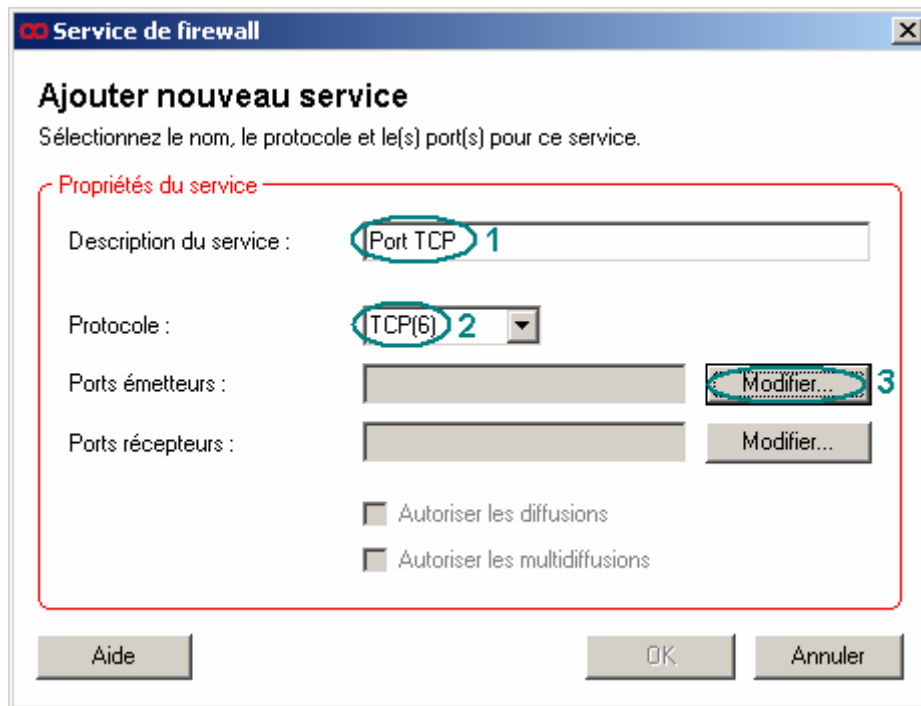 Service de firewall
Ajouter nouveau service
Sélectionnez le nom, le protocole et le(s) port(s) pour ce service.
Propriétés du service
Description du service : Port TCP 1
Protocole : TCP(6) 2
Ports émetteurs : Modifier... 3
Ports récepteurs : Modifier...
Autoriser les diffusions
Autoriser les multidiffusions
Aide OK Annuler